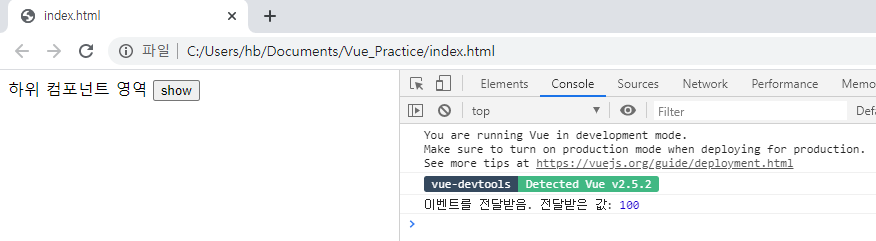 index.html
파일 C:/Users/hb/Documents/Vue_Practice/index.html
하위 컴포넌트 영역 show
Elements Console Sources Network Performance Memo
top Filter Defa
You are running Vue in development mode.
Make sure to turn on production mode when deploying for production.
See more tips at https://vuejs.org/guide/deployment.html
vue-devtools Detected Vue v2.5.2
이벤트를 전달받음. 전달받은 값: 100